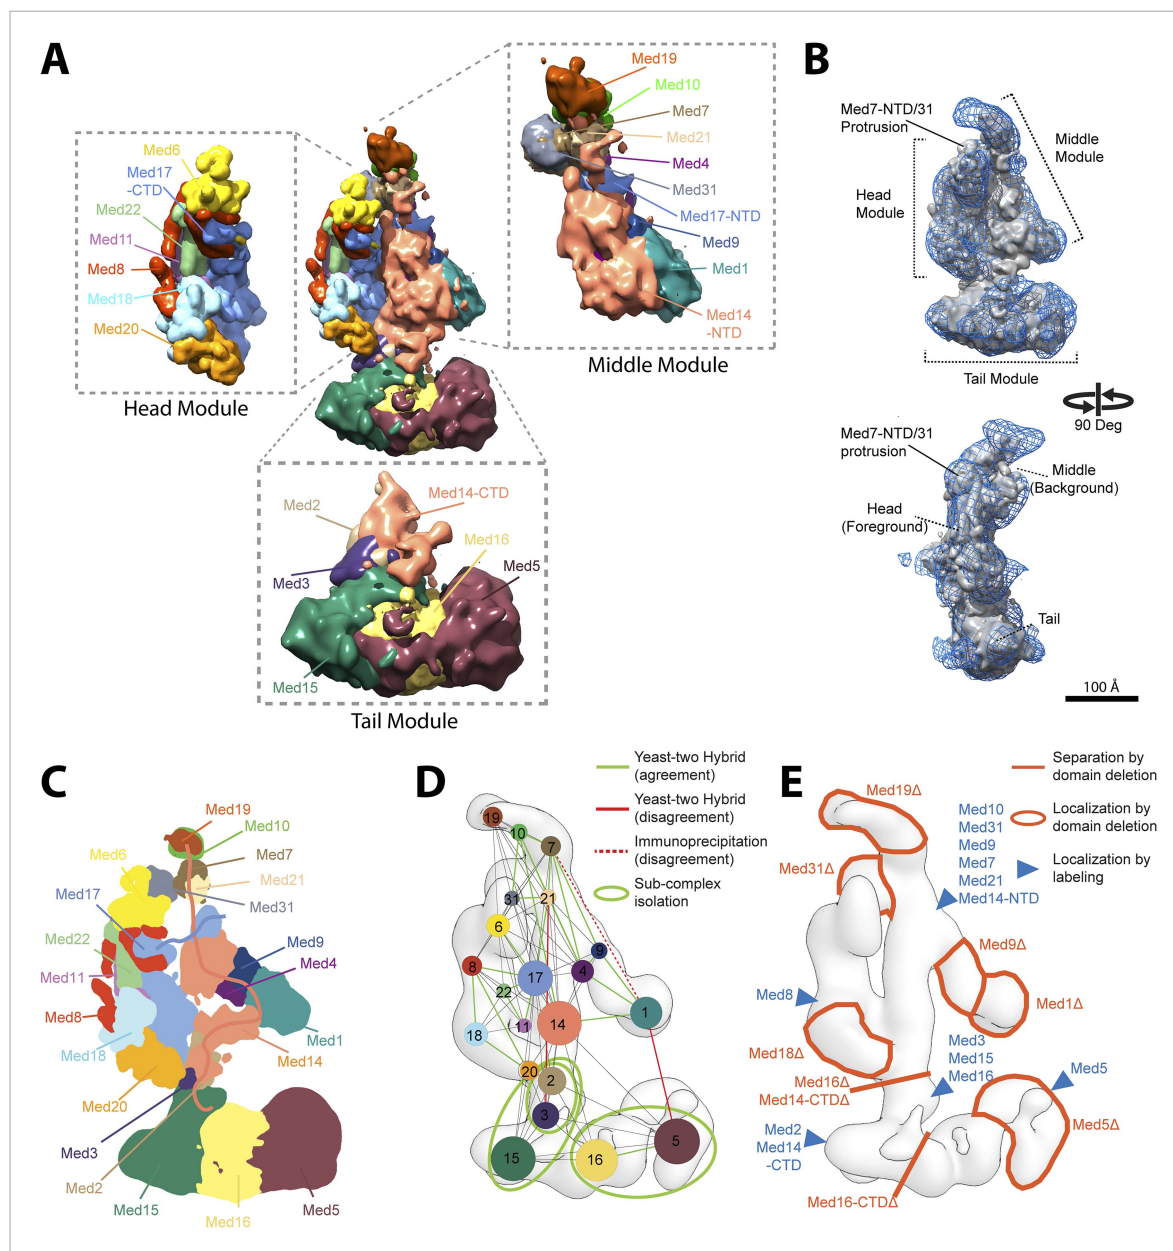 A
Med19
Med10
Med7
Med21
Med4
Med31
Med17-NTD
Med9
Med1
Med14
-NTD
Middle Module
Med6
Med17
-CTD
Med22
Med11
Med8
Med18
Med20
Head Module
Med2
Med14-CTD
Med16
Med5
Med3
Med15
Tail Module
B
Med7-NTD/31
Protrusion
Middle
Module
Head
Module
Tail Module
90 Deg
Med7-NTD/31
protrusion
Middle
(Background)
Head
(Foreground)
Tail
100 Å
C
Med19
Med10
Med6
Med7
Med21
Med17
Med31
Med22
Med9
Med4
Med11
Med8
Med1
Med18
Med14
Med20
Med3
Med2
Med15
Med16
Med5
D
Yeast-two Hybrid
(agreement)
Yeast-two Hybrid
(disagreement)
Immunoprecipitation
(disagreement)
Sub-complex
isolation
19
10
7
31
21
6
9
8
17
4
22
1
11
14
18
20
2
3
5
15
16
E
Separation by
domain deletion
Localization by
domain deletion
Localization by
labeling
Med19Δ
Med10
Med31
Med9
Med7
Med21
Med14-NTD
Med31Δ
Med9Δ
Med8
Med1Δ
Med18Δ
Med3
Med15
Med16
Med16Δ
Med14-CTDΔ
Med5
Med2
Med14
-CTD
Med5Δ
Med16-CTDΔ